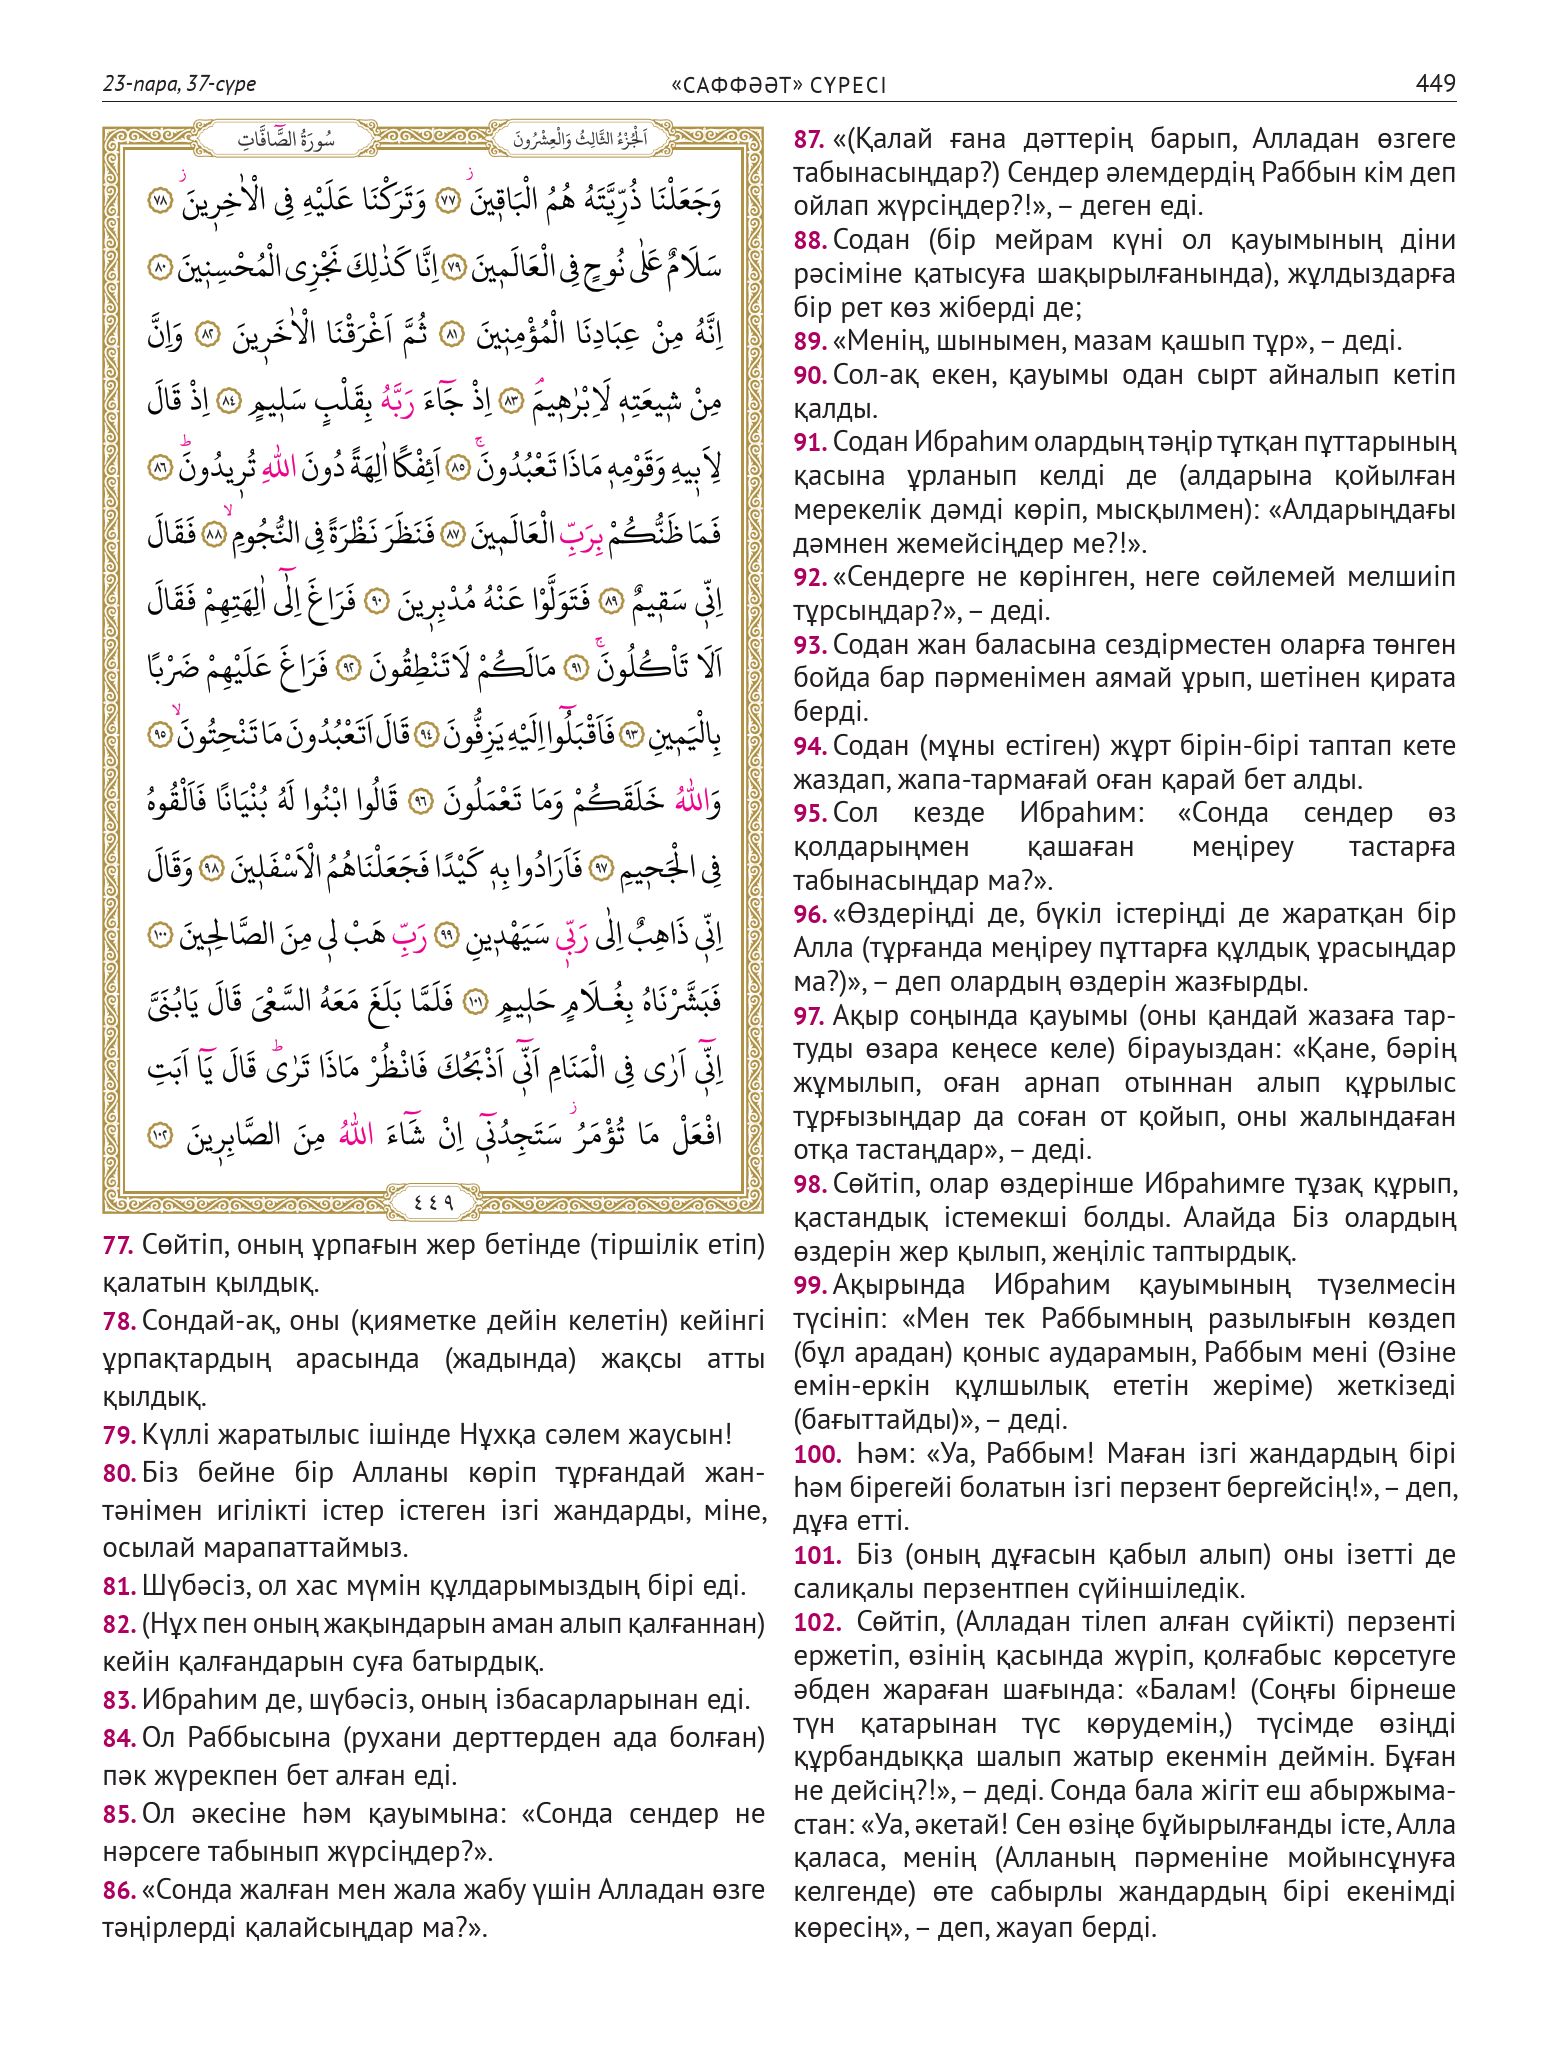 23-пара, 37-сүре
«САФФӘӘТ» СҮРЕСІ
449
سُورَةُ الصَّٓافَّاتِ
اَلْجُزْءُ الثَّالِثُ وَالْعِشْرُونَ
وَجَعَلْنَا ذُرِّيَّتَهُ هُمُ الْبَاق۪ينَۘ ﴿٧٧﴾ وَتَرَكْنَا عَلَيْهِ فِي الْاٰخِر۪ينَۘ ﴿٧٨﴾
سَلَامٌ عَلٰى نُوحٍ فِي الْعَالَم۪ينَ ﴿٧٩﴾ اِنَّا كَذٰلِكَ نَجْزِي الْمُحْسِن۪ينَ ﴿٨٠﴾
اِنَّهُ مِنْ عِبَادِنَا الْمُؤْمِن۪ينَ ﴿٨١﴾ ثُمَّ اَغْرَقْنَا الْاٰخَر۪ينَ ﴿٨٢﴾ وَاِنَّ
مِنْ ش۪يعَتِه۪ لَاِبْرٰه۪يمَۢ ﴿٨٣﴾ اِذْ جَٓاءَ رَبَّهُ بِقَلْبٍ سَل۪يمٍ ﴿٨٤﴾ اِذْ قَالَ
لِاَب۪يهِ وَقَوْمِه۪ مَاذَا تَعْبُدُونَۚ ﴿٨٥﴾ اَئِفْكًا اٰلِهَةً دُونَ اللّٰهِ تُر۪يدُونَۜ ﴿٨٦﴾
فَمَا ظَنُّكُمْ بِرَبِّ الْعَالَم۪ينَ ﴿٨٧﴾ فَنَظَرَ نَظْرَةً فِي النُّجُومِۙ ﴿٨٨﴾ فَقَالَ
اِنّ۪ي سَق۪يمٌ ﴿٨٩﴾ فَتَوَلَّوْا عَنْهُ مُدْبِر۪ينَ ﴿٩٠﴾ فَرَاغَ اِلٰٓى اٰلِهَتِهِمْ فَقَالَ
اَلَا تَأْكُلُونَۚ ﴿٩١﴾ مَالَكُمْ لَا تَنْطِقُونَ ﴿٩٢﴾ فَرَاغَ عَلَيْهِمْ ضَرْبًا
بِالْيَم۪ينِ ﴿٩٣﴾ فَاَقْبَلُٓوا اِلَيْهِ يَزِفُّونَ ﴿٩٤﴾ قَالَ اَتَعْبُدُونَ مَا تَنْحِتُونَۙ ﴿٩٥﴾
وَاللّٰهُ خَلَقَكُمْ وَمَا تَعْمَلُونَ ﴿٩٦﴾ قَالُوا ابْنُوا لَهُ بُنْيَانًا فَاَلْقُوهُ
فِي الْجَح۪يمِ ﴿٩٧﴾ فَاَرَادُوا بِه۪ كَيْدًا فَجَعَلْنَاهُمُ الْاَسْفَل۪ينَ ﴿٩٨﴾ وَقَالَ
اِنّ۪ي ذَاهِبٌ اِلٰى رَبّ۪ي سَيَهْد۪ينِ ﴿٩٩﴾ رَبِّ هَبْ ل۪ي مِنَ الصَّالِح۪ينَ ﴿١٠٠﴾
فَبَشَّرْنَاهُ بِغُلَامٍ حَل۪يمٍ ﴿١٠١﴾ فَلَمَّا بَلَغَ مَعَهُ السَّعْيَ قَالَ يَابُنَيَّ
اِنّ۪ٓي اَرٰى فِي الْمَنَامِ اَنّ۪ٓي اَذْبَحُكَ فَانْظُرْ مَاذَا تَرٰىۜ قَالَ يَٓا اَبَتِ
افْعَلْ مَا تُؤْمَرُۘ سَتَجِدُن۪ٓي اِنْ شَٓاءَ اللّٰهُ مِنَ الصَّابِر۪ينَ ﴿١٠٢﴾
٤٤٩
77. Сөйтіп, оның ұрпағын жер бетінде (тіршілік етіп)
қалатын қылдық.
78. Сондай-ақ, оны (қияметке дейін келетін) кейінгі
ұрпақтардың арасында (жадында) жақсы атты
қылдық.
79. Күллі жаратылыс ішінде Нұхқа сәлем жаусын!
80. Біз бейне бір Алланы көріп тұрғандай жан-
тәнімен игілікті істер істеген ізгі жандарды, міне,
осылай марапаттаймыз.
81. Шүбәсіз, ол хас мүмін құлдарымыздың бірі еді.
82. (Нұх пен оның жақындарын аман алып қалғаннан)
кейін қалғандарын суға батырдық.
83. Ибраһим де, шүбәсіз, оның ізбасарларынан еді.
84. Ол Раббысына (рухани дерттерден ада болған)
пәк жүрекпен бет алған еді.
85. Ол әкесіне һәм қауымына: «Сонда сендер не
нәрсеге табынып жүрсіңдер?».
86. «Сонда жалған мен жала жабу үшін Алладан өзге
тәңірлерді қалайсыңдар ма?».
87. «(Қалай ғана дәттерің барып, Алладан өзгеге
табынасыңдар?) Сендер әлемдердің Раббын кім деп
ойлап жүрсіңдер?!», – деген еді.
88. Содан (бір мейрам күні ол қауымының діни
рәсіміне қатысуға шақырылғанында), жұлдыздарға
бір рет көз жіберді де;
89. «Менің, шынымен, мазам қашып тұр», – деді.
90. Сол-ақ екен, қауымы одан сырт айналып кетіп
қалды.
91. Содан Ибраһим олардың тәңір тұтқан пұттарының
қасына ұрланып келді де (алдарына қойылған
мерекелік дәмді көріп, мысқылмен): «Алдарыңдағы
дәмнен жемейсіңдер ме?!».
92. «Сендерге не көрінген, неге сөйлемей мелшиіп
тұрсыңдар?», – деді.
93. Содан жан баласына сездірместен оларға төнген
бойда бар пәрменімен аямай ұрып, шетінен қирата
берді.
94. Содан (мұны естіген) жұрт бірін-бірі таптап кете
жаздап, жапа-тармағай оған қарай бет алды.
95. Сол кезде Ибраһим: «Сонда сендер өз
қолдарыңмен қашаған меңіреу тастарға
табынасыңдар ма?».
96. «Өздеріңді де, бүкіл істеріңді де жаратқан бір
Алла (тұрғанда меңіреу пұттарға құлдық ұрасыңдар
ма?)», – деп олардың өздерін жазғырды.
97. Ақыр соңында қауымы (оны қандай жазаға тар-
туды өзара кеңесе келе) бірауыздан: «Қане, бәрің
жұмылып, оған арнап отыннан алып құрылыс
тұрғызыңдар да соған от қойып, оны жалындаған
отқа тастаңдар», – деді.
98. Сөйтіп, олар өздерінше Ибраһимге тұзақ құрып,
қастандық істемекші болды. Алайда Біз олардың
өздерін жер қылып, жеңіліс таптырдық.
99. Ақырында Ибраһим қауымының түзелмесін
түсініп: «Мен тек Раббымның разылығын көздеп
(бұл арадан) қоныс аударамын, Раббым мені (Өзіне
емін-еркін құлшылық ететін жеріме) жеткізеді
(бағыттайды)», – деді.
100. Һәм: «Уа, Раббым! Маған ізгі жандардың бірі
һәм бірегейі болатын ізгі перзент бергейсің!», – деп,
дұға етті.
101. Біз (оның дұғасын қабыл алып) оны ізетті де
салиқалы перзентпен сүйіншіледік.
102. Сөйтіп, (Алладан тілеп алған сүйікті) перзенті
ержетіп, өзінің қасында жүріп, қолғабыс көрсетуге
әбден жараған шағында: «Балам! (Соңғы бірнеше
түн қатарынан түс көрудемін,) түсімде өзіңді
құрбандыққа шалып жатыр екенмін деймін. Бұған
не дейсің?!», – деді. Сонда бала жігіт еш абыржыма-
стан: «Уа, әкетай! Сен өзіңе бұйырылғанды істе, Алла
қаласа, менің (Алланың пәрменіне мойынсұнуға
келгенде) өте сабырлы жандардың бірі екенімді
көресің», – деп, жауап берді.